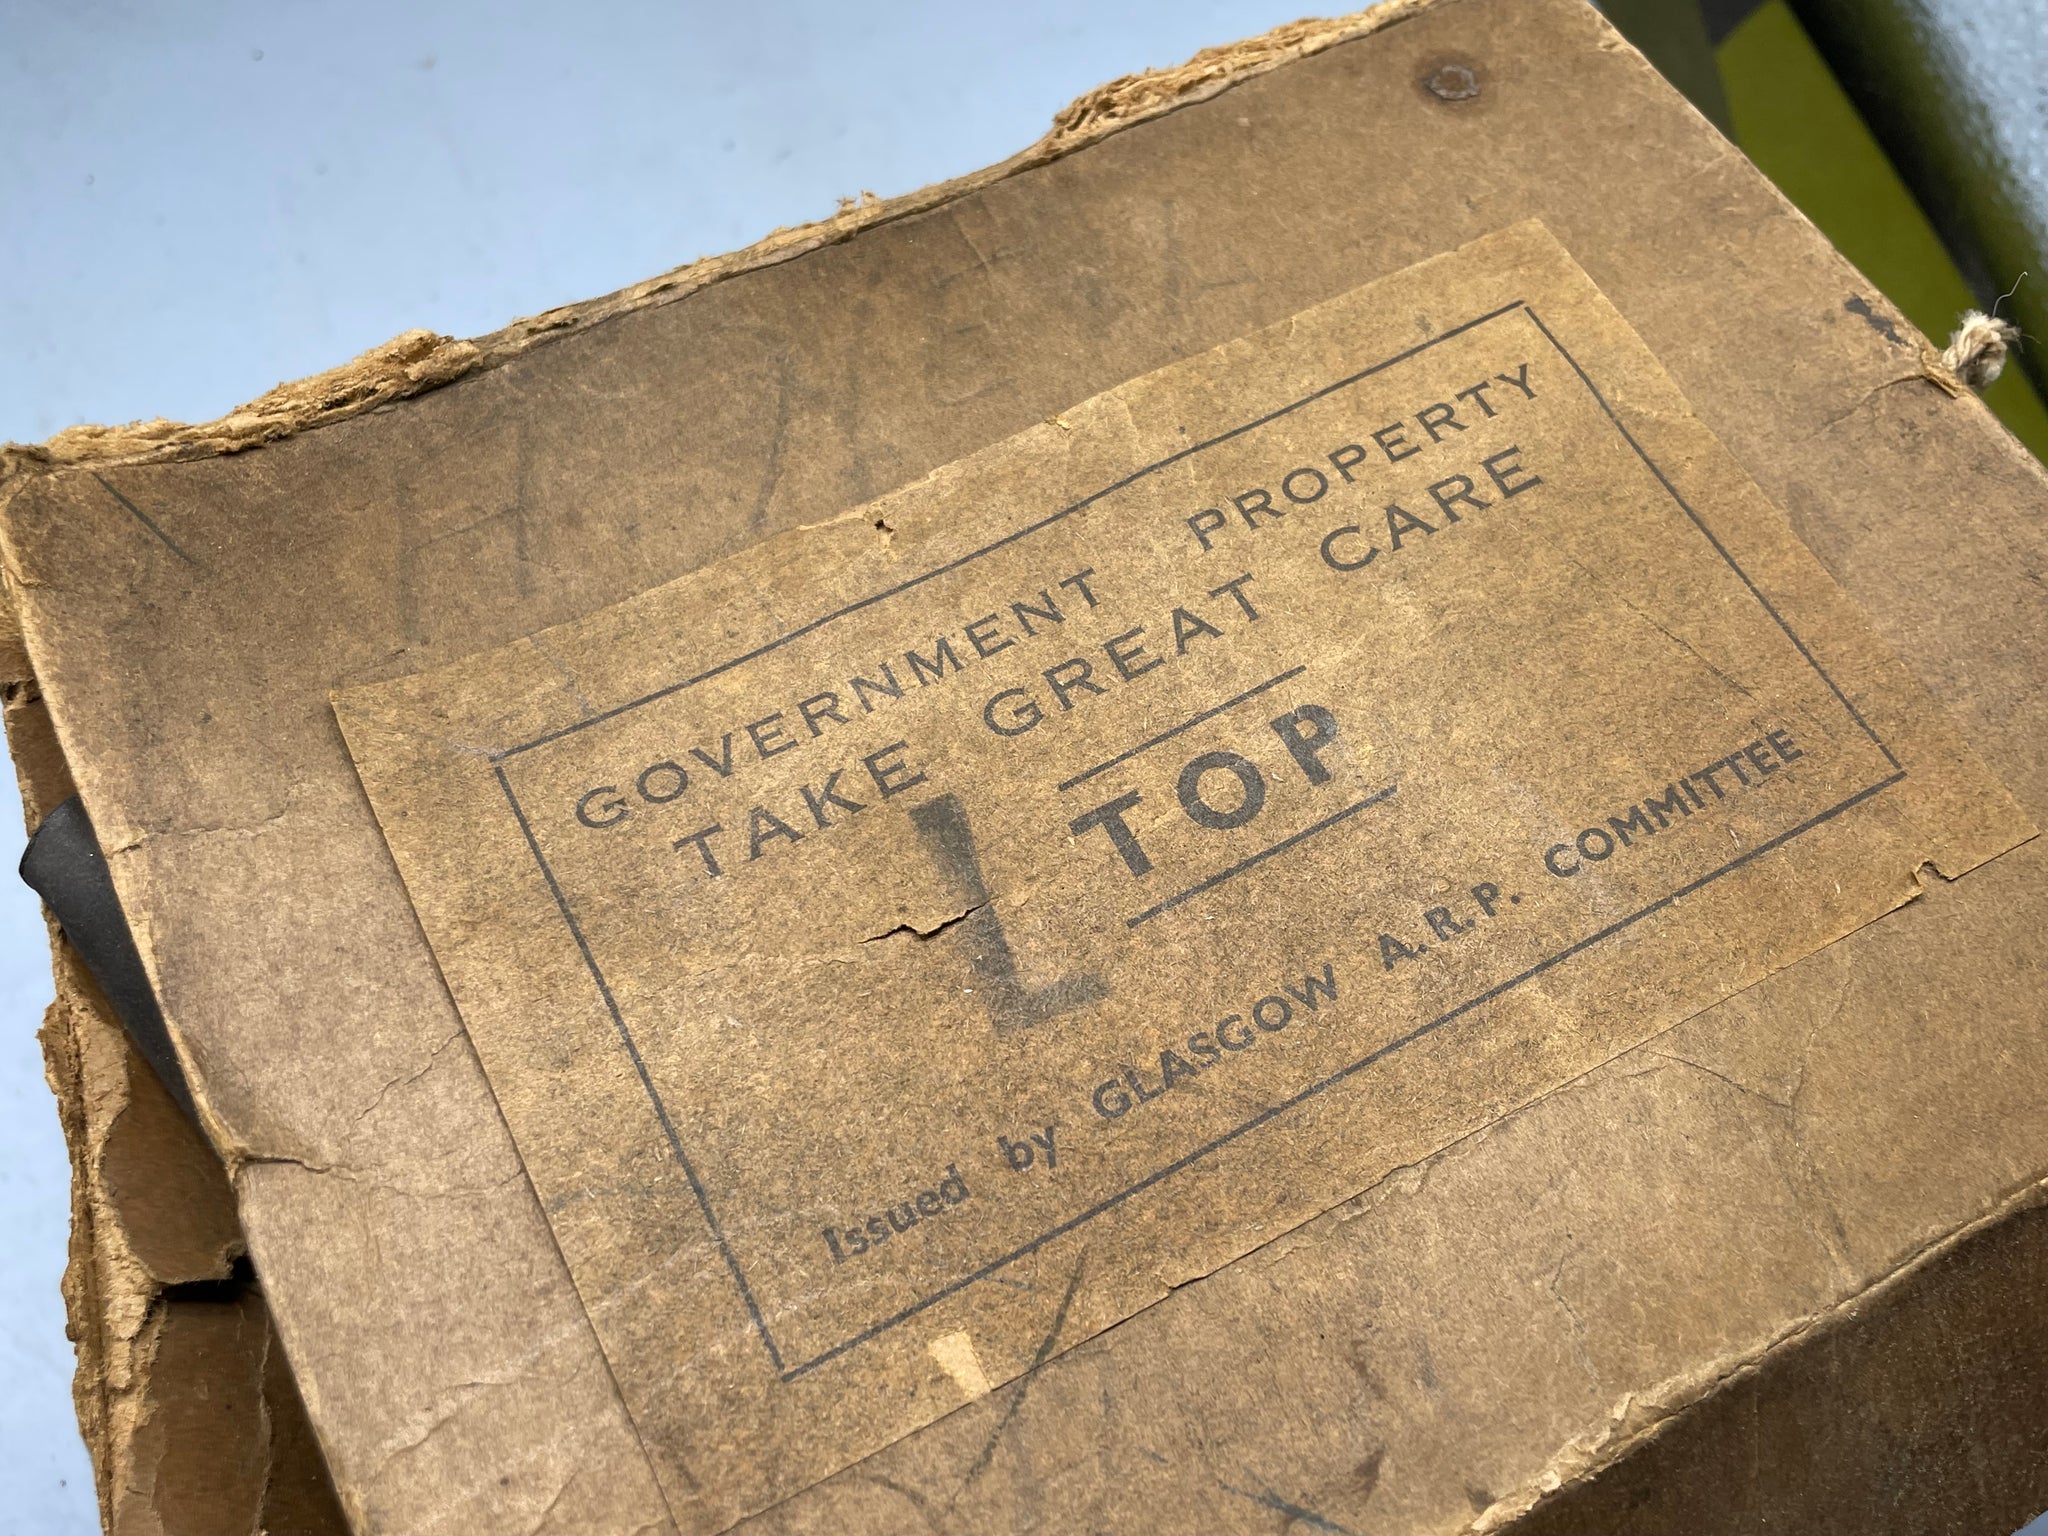 GOVERNMENT PROPERTY
TAKE GREAT CARE
L TOP
Issued by GLASGOW A.R.P. COMMITTEE